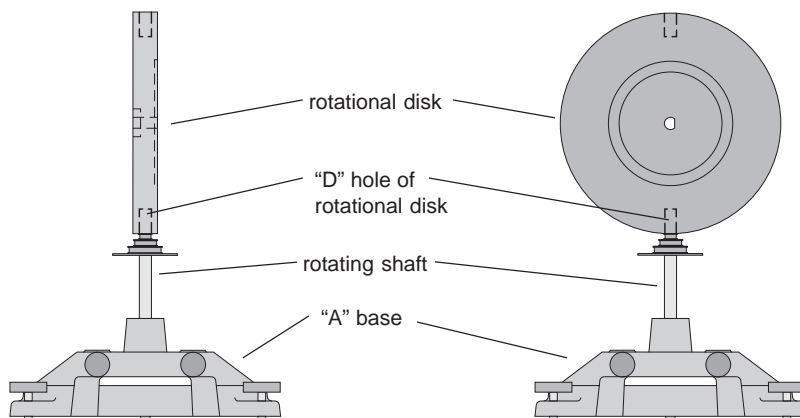 rotational disk
“D” hole of
rotational disk
rotating shaft
“A” base